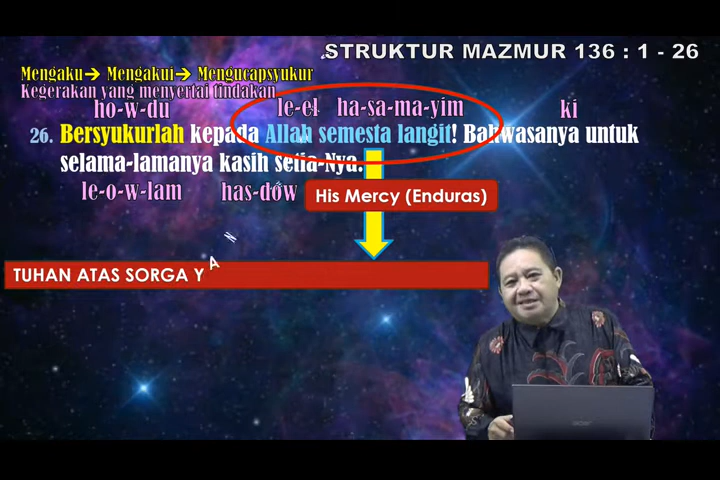 STRUKTUR MAZMUR 136 : 1 - 26
Mengaku➔ Mengakui➔ Mengucapsyukur
Kegerakan yang menyertai tindakan
ho-w-du le-el ha-sa-ma-yim ki
26. Bersyukurlah kepada Allah semesta langit! Bahwasanya untuk
selama-lamanya kasih setia-Nya.
le-o-w-lam has-dow
His Mercy (Enduras)
TUHAN ATAS SORGA YAN
acer